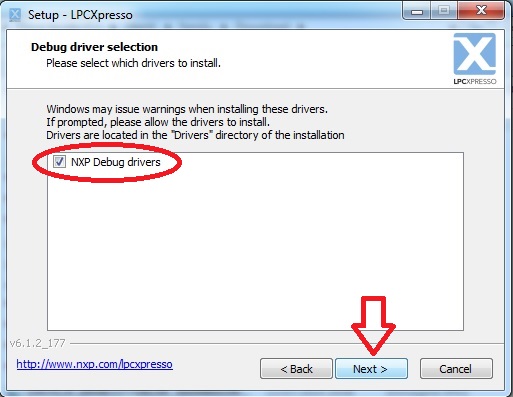 Setup - LPCXpresso
Debug driver selection
Please select which drivers to install.
LPCXPRESSO
Windows may issue warnings when installing these drivers.
If prompted, please allow the drivers to install.
Drivers are located in the "Drivers" directory of the installation
NXP Debug drivers
v6.1.2_177
http://www.nxp.com/lpcxpresso
< Back
Next >
Cancel